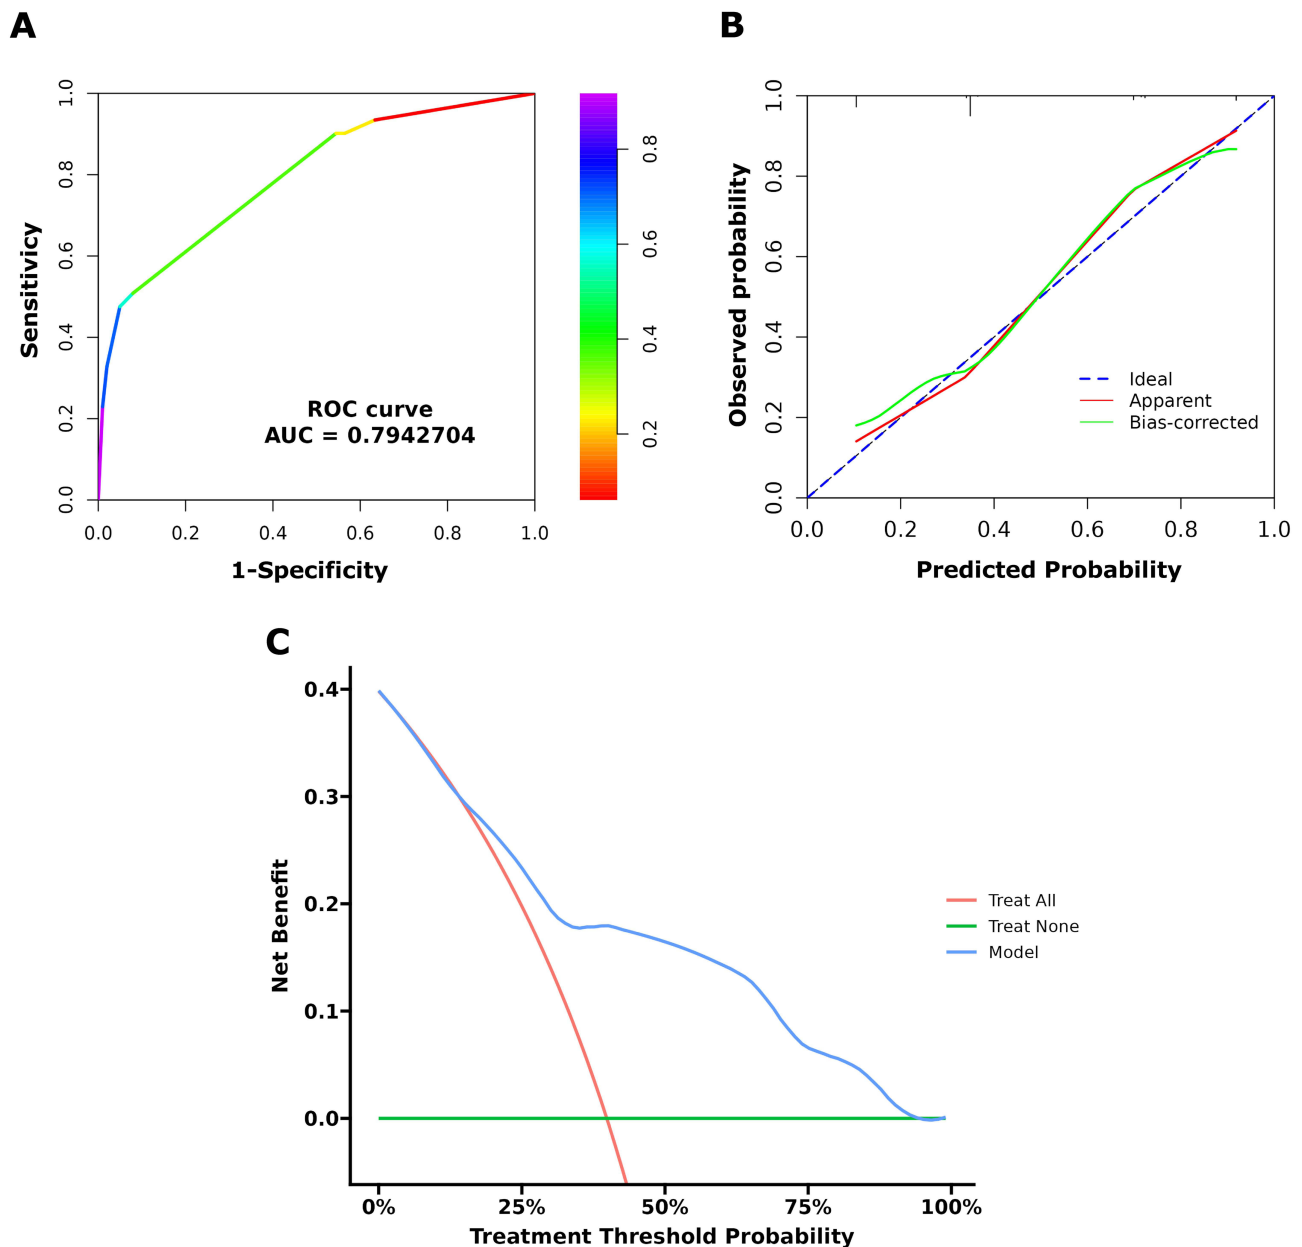 A
Sensitivicy
1.0
0.8
0.6
0.4
0.2
0.0
ROC curve
AUC = 0.7942704
0.0 0.2 0.4 0.6 0.8 1.0
1-Specificity
0.8
0.6
0.4
0.2
B
Observed probability
1.0
0.8
0.6
0.4
0.2
0.0
Ideal
Apparent
Bias-corrected
0.0 0.2 0.4 0.6 0.8 1.0
Predicted Probability
C
Net Benefit
0.4
0.3
0.2
0.1
0.0
Treat All
Treat None
Model
0% 25% 50% 75% 100%
Treatment Threshold Probability